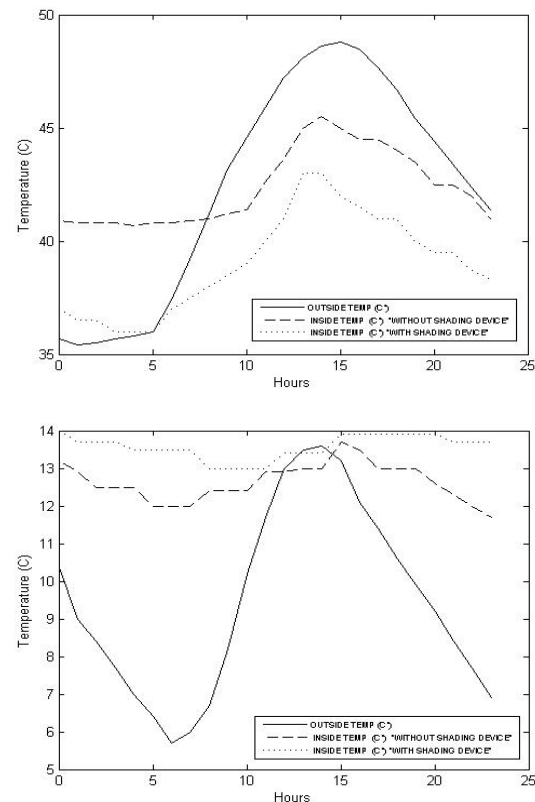 50
45
40
35
Temperature (C)
0 5 10 15 20 25
Hours
OUTSIDE TEMP (C°)
INSIDE TEMP (C°) "WITHOUT SHADING DEVICE"
INSIDE TEMP (C°) "WITH SHADING DEVICE"
14
13
12
11
10
9
8
7
6
5
Temperature (C)
0 5 10 15 20 25
Hours
OUTSIDE TEMP (C°)
INSIDE TEMP (C°) "WITHOUT SHADING DEVICE"
INSIDE TEMP (C°) "WITH SHADING DEVICE"